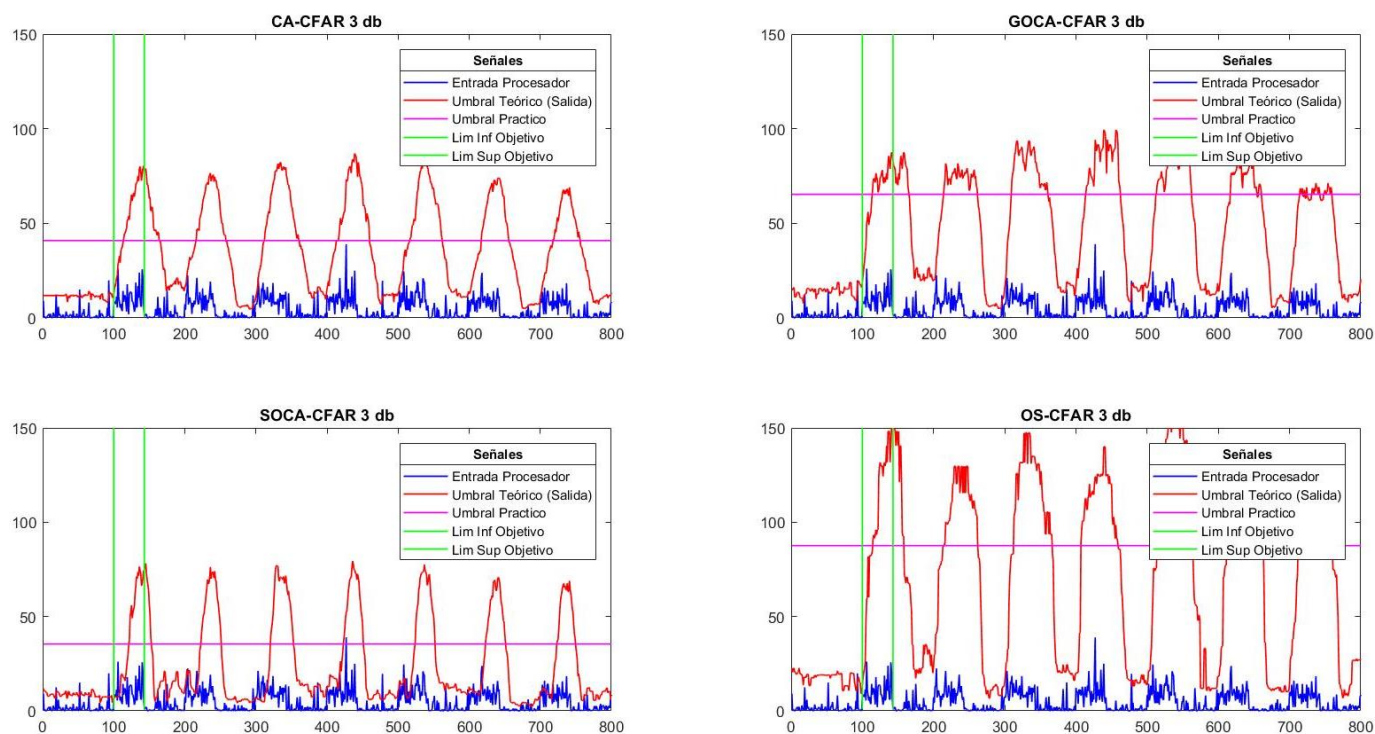 CA-CFAR 3 db
150
100
50
0
0 100 200 300 400 500 600 700 800
Señales
Entrada Procesador
Umbral Teórico (Salida)
Umbral Practico
Lim Inf Objetivo
Lim Sup Objetivo
GOCA-CFAR 3 db
150
100
50
0
0 100 200 300 400 500 600 700 800
Señales
Entrada Procesador
Umbral Teórico (Salida)
Umbral Practico
Lim Inf Objetivo
Lim Sup Objetivo
SOCA-CFAR 3 db
150
100
50
0
0 100 200 300 400 500 600 700 800
Señales
Entrada Procesador
Umbral Teórico (Salida)
Umbral Practico
Lim Inf Objetivo
Lim Sup Objetivo
OS-CFAR 3 db
150
100
50
0
0 100 200 300 400 500 600 700 800
Señales
Entrada Procesador
Umbral Teórico (Salida)
Umbral Practico
Lim Inf Objetivo
Lim Sup Objetivo